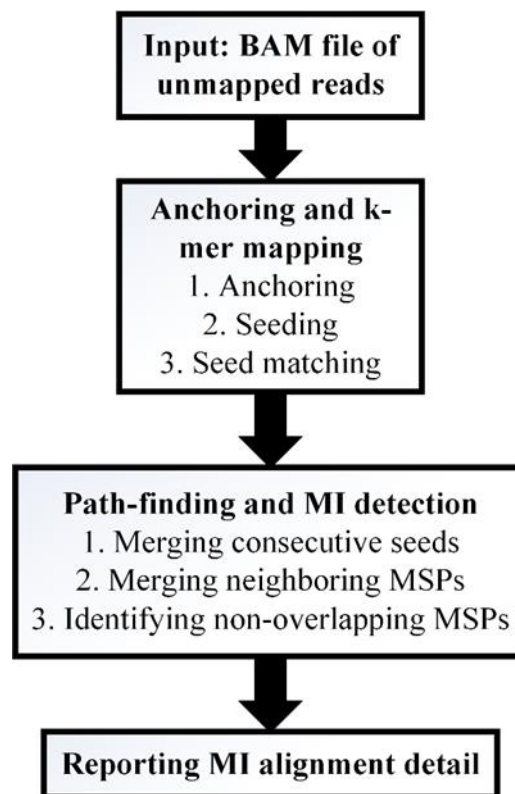 Input: BAM file of
unmapped reads
Anchoring and k-
mer mapping
1. Anchoring
2. Seeding
3. Seed matching
Path-finding and MI detection
1. Merging consecutive seeds
2. Merging neighboring MSPs
3. Identifying non-overlapping MSPs
Reporting MI alignment detail